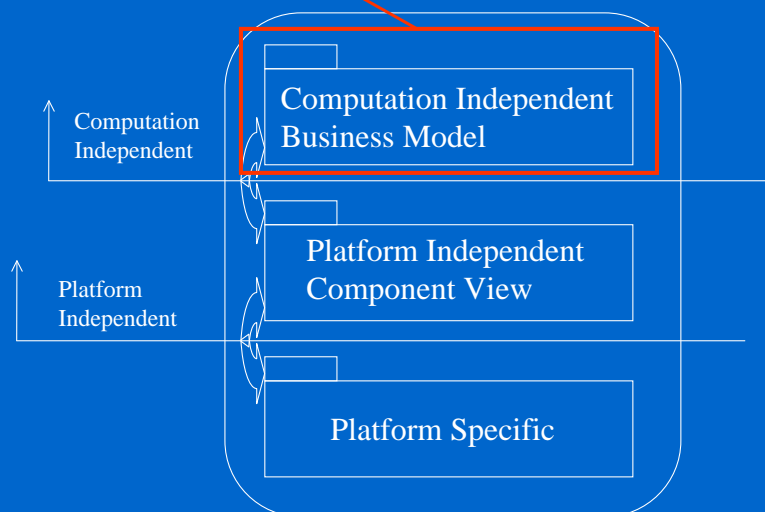 Computation Independent
Business Model
Computation
Independent
Platform Independent
Component View
Platform
Independent
Platform Specific